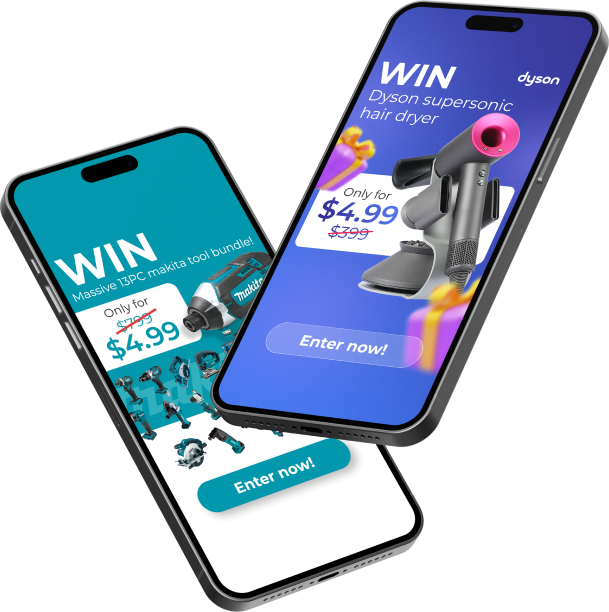 WIN
dyson
Dyson supersonic
hair dryer
Only for
$4.99
$399
Enter now!
WIN
Massive 13PC makita tool bundle!
Only for
$799
$4.99
makita
Enter now!